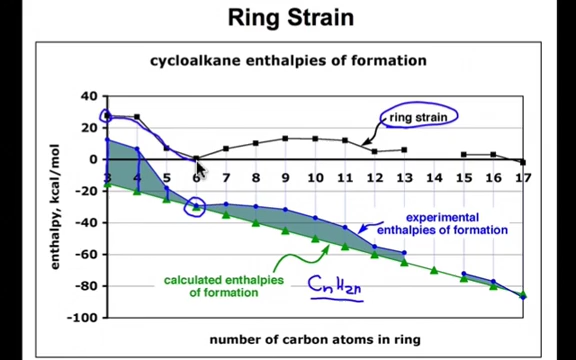 Ring Strain
cycloalkane enthalpies of formation
40
20
0
-20
-40
-60
-80
-100
3 4 5 6 7 8 9 10 11 12 13 14 15 16 17
enthalpy, kcal/mol
ring strain
experimental
enthalpies of formation
calculated enthalpies
of formation
CnH2n
number of carbon atoms in ring